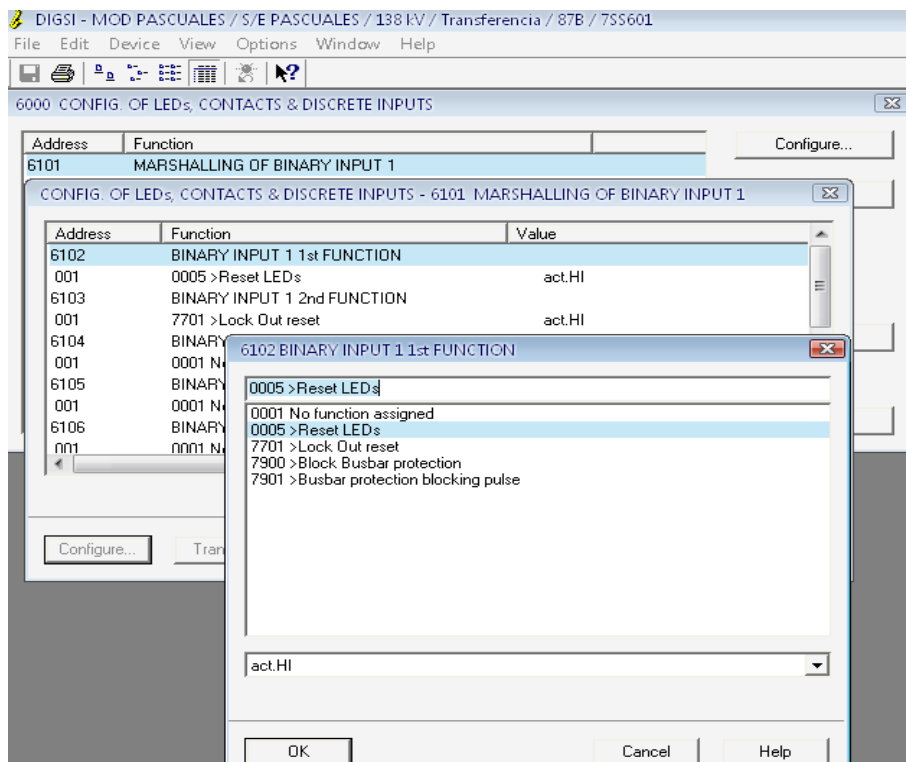 DIGSI - MOD PASCUALES / S/E PASCUALES / 138 kV / Transferencia / 87B / 7SS601
File Edit Device View Options Window Help
6000 CONFIG. OF LEDs, CONTACTS & DISCRETE INPUTS
Address Function
Configure...
6101 MARSHALLING OF BINARY INPUT 1
CONFIG. OF LEDs, CONTACTS & DISCRETE INPUTS - 6101 MARSHALLING OF BINARY INPUT 1
Address Function Value
6102 BINARY INPUT 1 1st FUNCTION
001 0005 >Reset LEDs act.HI
6103 BINARY INPUT 1 2nd FUNCTION
001 7701 >Lock Out reset act.HI
6104 BINARY
001 0001
6105 BINARY
001 0001
6106 BINARY
001 0001
6102 BINARY INPUT 1 1st FUNCTION
0005 >Reset LEDs
0001 No function assigned
0005 >Reset LEDs
7701 >Lock Out reset
7900 >Block Busbar protection
7901 >Busbar protection blocking pulse
Configure...
act.HI
OK Cancel Help